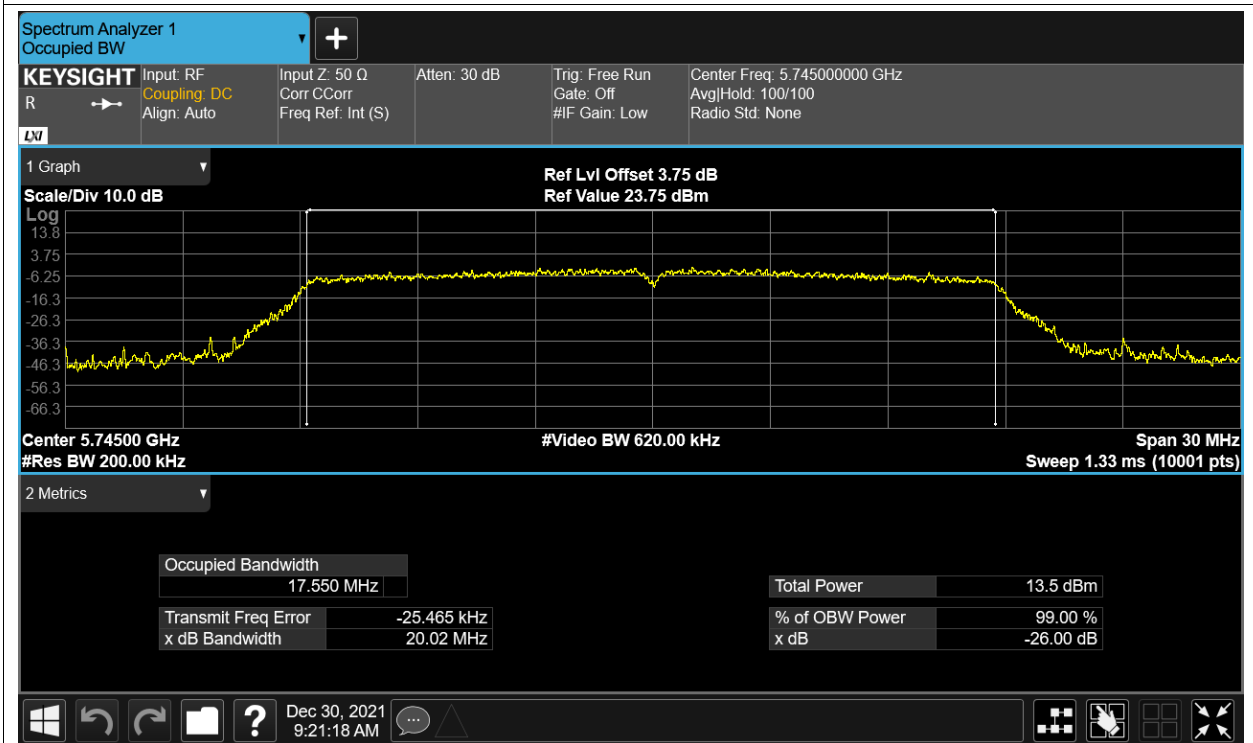 Spectrum Analyzer 1
Occupied BW
KEYSIGHT
R
LXI
Input: RF
Coupling: DC
Align: Auto
Input Z: 50 Ω
Corr CCorr
Freq Ref: Int (S)
Atten: 30 dB
Trig: Free Run
Gate: Off
#IF Gain: Low
Center Freq: 5.745000000 GHz
Avg|Hold: 100/100
Radio Std: None
1 Graph
Scale/Div 10.0 dB
Ref Lvl Offset 3.75 dB
Ref Value 23.75 dBm
Log
13.8
3.75
-6.25
-16.3
-26.3
-36.3
-46.3
-56.3
-66.3
Center 5.74500 GHz
#Video BW 620.00 kHz
Span 30 MHz
#Res BW 200.00 kHz
Sweep 1.33 ms (10001 pts)
2 Metrics
Occupied Bandwidth
17.550 MHz
Total Power 13.5 dBm
Transmit Freq Error -25.465 kHz
% of OBW Power 99.00 %
x dB Bandwidth 20.02 MHz
x dB -26.00 dB
?
Dec 30, 2021
9:21:18 AM